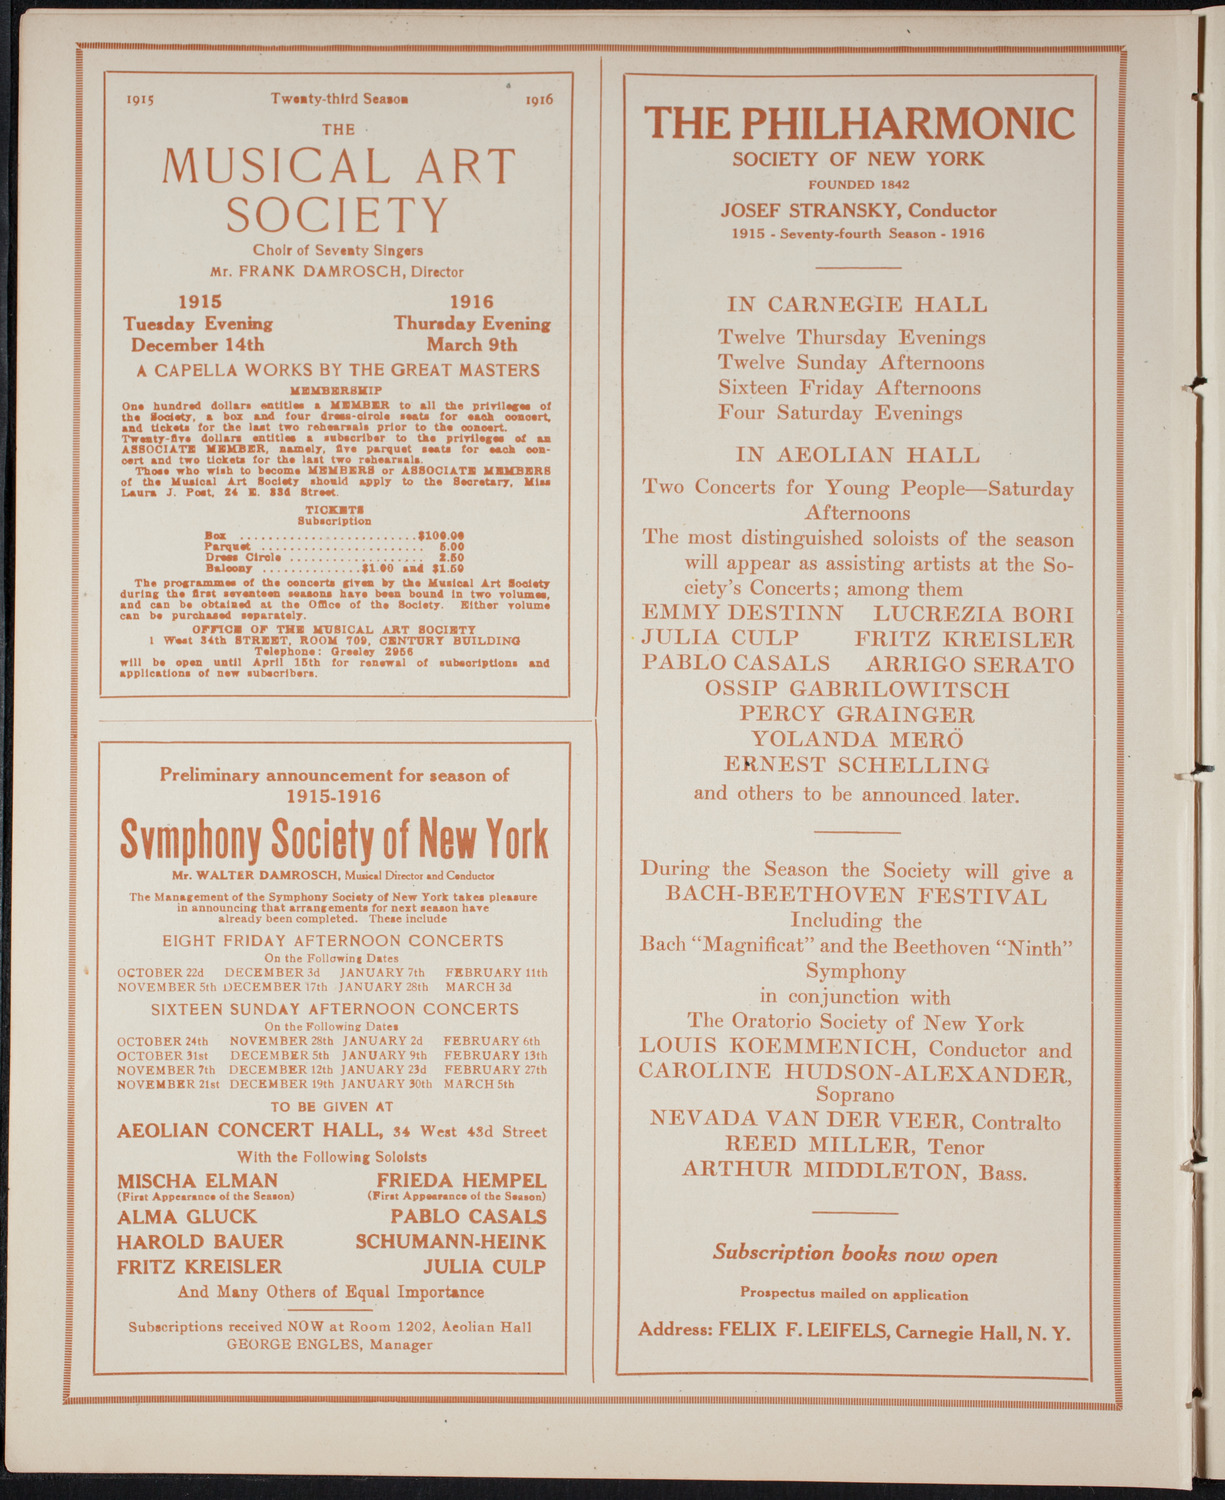 1915 Twenty-third Season 1916
THE
MUSICAL ART
SOCIETY
Choir of Seventy Singers
Mr. FRANK DAMROSCH, Director
1915 1916
Tuesday Evening Thursday Evening
December 14th March 9th
A CAPELLA WORKS BY THE GREAT MASTERS
MEMBERSHIP
One hundred dollars entitles a MEMBER to all the privileges of
the Society, a box and four dress-circle seats for each concert,
and tickets for the last two rehearsals prior to the concert.
Twenty-five dollars entitles a subscriber to the privileges of an
ASSOCIATE MEMBER, namely, five parquet seats for each con-
cert and two tickets for the last two rehearsals.
Those who wish to become MEMBERS or ASSOCIATE MEMBERS
of the Musical Art Society should apply to the Secretary, Miss
Laura J. Post, 24 E. 33d Street.
TICKETS
Subscription
Box ........................ $100.00
Parquet ...................... 5.00
Dress Circle .................. 2.50
Balcony .............. $1.00 and $1.50
The programmes of the concerts given by the Musical Art Society
during the first seventeen seasons have been bound in two volumes,
and can be obtained at the Office of the Society. Either volume
can be purchased separately.
OFFICE OF THE MUSICAL ART SOCIETY
1 West 34th STREET, ROOM 709, CENTURY BUILDING
Telephone: Greeley 2956
will be open until April 15th for renewal of subscriptions and
applications of new subscribers.
Preliminary announcement for season of
1915-1916
Symphony Society of New York
Mr. WALTER DAMROSCH, Musical Director and Conductor
The Management of the Symphony Society of New York takes pleasure
in announcing that arrangements for next season have
already been completed. These include
EIGHT FRIDAY AFTERNOON CONCERTS
On the Following Dates
OCTOBER 22d DECEMBER 3d JANUARY 7th FEBRUARY 11th
NOVEMBER 5th DECEMBER 17th JANUARY 28th MARCH 3d
SIXTEEN SUNDAY AFTERNOON CONCERTS
On the Following Dates
OCTOBER 24th NOVEMBER 28th JANUARY 2d FEBRUARY 6th
OCTOBER 31st DECEMBER 5th JANUARY 9th FEBRUARY 13th
NOVEMBER 7th DECEMBER 12th JANUARY 23d FEBRUARY 27th
NOVEMBER 21st DECEMBER 19th JANUARY 30th MARCH 5th
TO BE GIVEN AT
AEOLIAN CONCERT HALL, 34 West 43d Street
With the Following Soloists
MISCHA ELMAN FRIEDA HEMPEL
(First Appearance of the Season) (First Appearance of the Season)
ALMA GLUCK PABLO CASALS
HAROLD BAUER SCHUMANN-HEINK
FRITZ KREISLER JULIA CULP
And Many Others of Equal Importance
Subscriptions received NOW at Room 1202, Aeolian Hall
GEORGE ENGLES, Manager
THE PHILHARMONIC
SOCIETY OF NEW YORK
FOUNDED 1842
JOSEF STRANSKY, Conductor
1915 - Seventy-fourth Season - 1916
IN CARNEGIE HALL
Twelve Thursday Evenings
Twelve Sunday Afternoons
Sixteen Friday Afternoons
Four Saturday Evenings
IN AEOLIAN HALL
Two Concerts for Young People—Saturday
Afternoons
The most distinguished soloists of the season
will appear as assisting artists at the So-
ciety's Concerts; among them
EMMY DESTINN LUCREZIA BORI
JULIA CULP FRITZ KREISLER
PABLO CASALS ARRIGO SERATO
OSSIP GABRILOWITSCH
PERCY GRAINGER
YOLANDA MERÖ
ERNEST SCHELLING
and others to be announced later.
During the Season the Society will give a
BACH-BEETHOVEN FESTIVAL
Including the
Bach "Magnificat" and the Beethoven "Ninth"
Symphony
in conjunction with
The Oratorio Society of New York
LOUIS KOEMMENICH, Conductor and
CAROLINE HUDSON-ALEXANDER,
Soprano
NEVADA VAN DER VEER, Contralto
REED MILLER, Tenor
ARTHUR MIDDLETON, Bass.
Subscription books now open
Prospectus mailed on application
Address: FELIX F. LEIFELS, Carnegie Hall, N. Y.